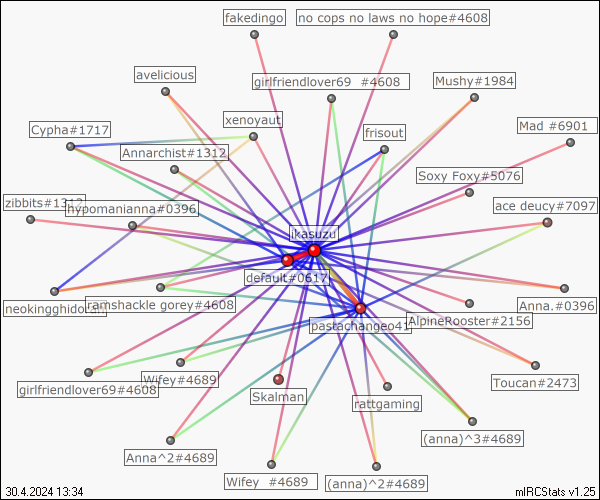 fakedingo
no cops no laws no hope#4608
avelicious
girlfriendlover69 #4608
Mushy#1984
xenoyaut
Cypha#1717
frisout
Mad #6901
Annarchist#1312
Soxy Foxy#5076
zibbits#1312
hypomanianna#0396
ace deucy#7097
ikasuzu
default#0617
neokingghidorah
ramshackle gorey#4608
Anna.#0396
pastachangeo41
AlpineRooster#2156
girlfriendlover69#4608
Wifey#4689
Toucan#2473
Skalman
rattgaming
(anna)^3#4689
Anna^2#4689
Wifey #4689
(anna)^2#4689
30.4.2024 13:34
mIRCStats v1.25